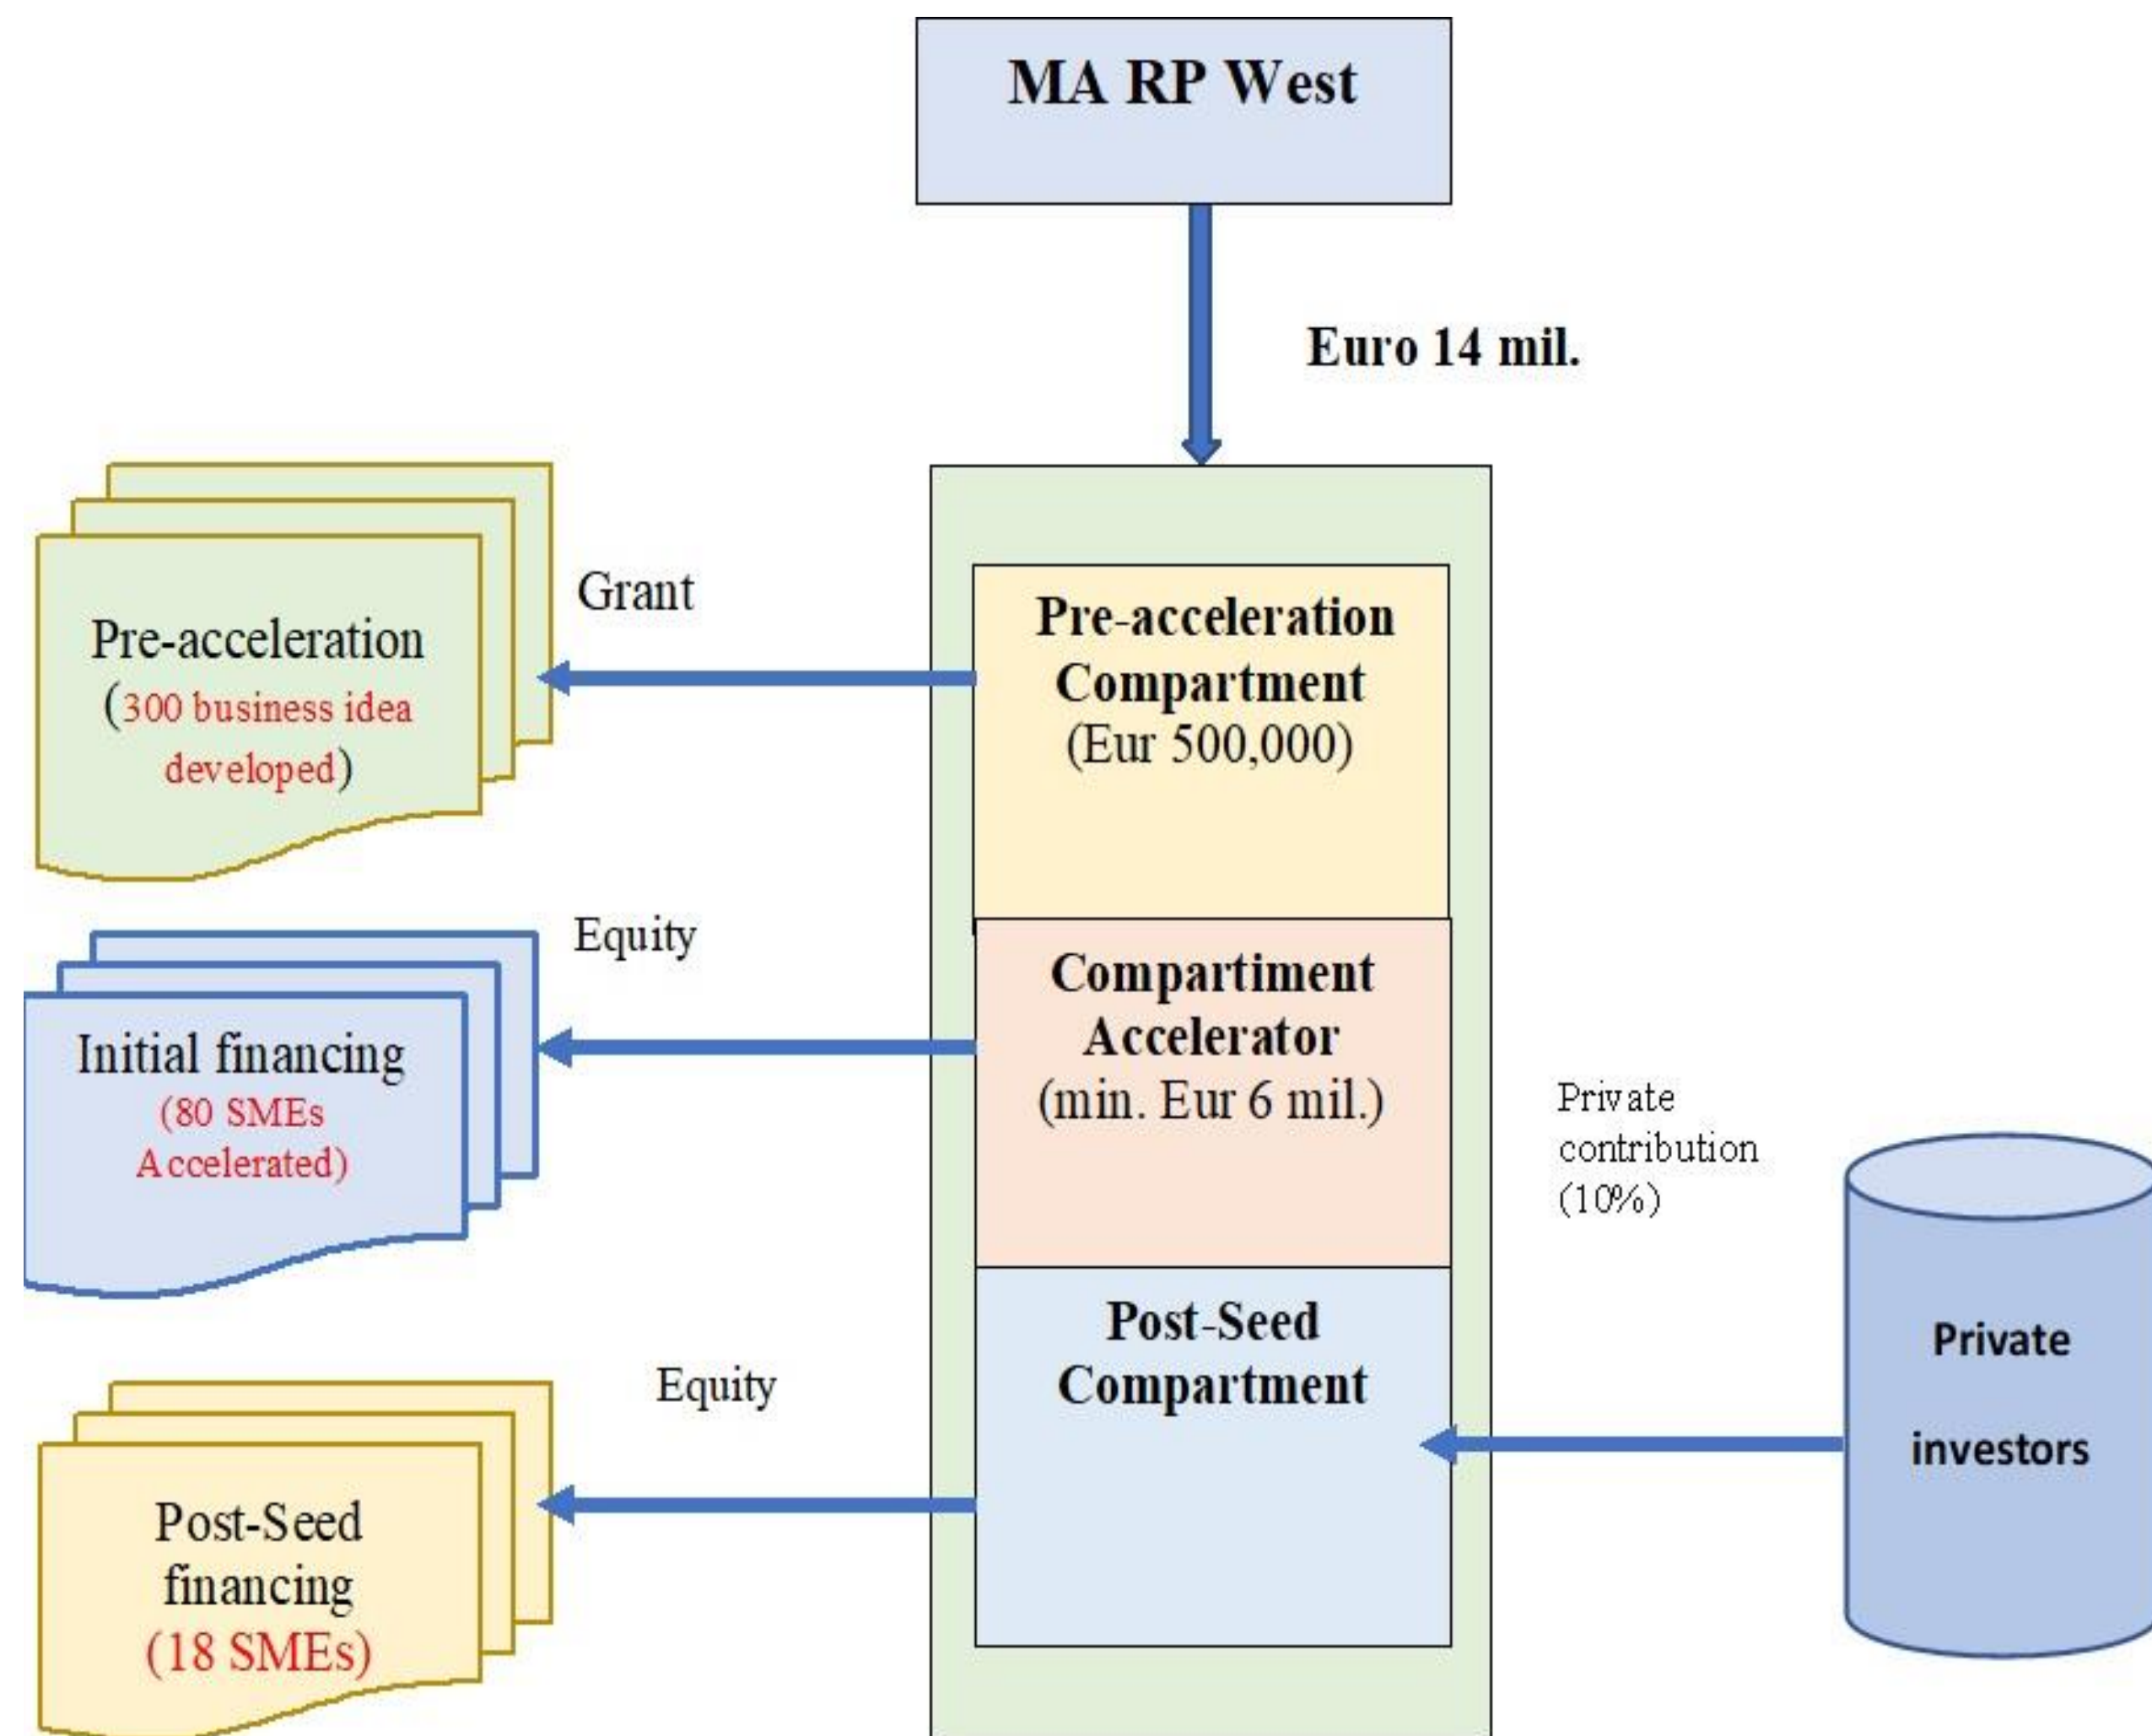 MA RP West
Euro 14 mil.
Grant
Pre-acceleration
(300 business idea
developed)
Pre-acceleration
Compartment
(Eur 500,000)
Equity
Initial financing
(80 SMEs
Accelerated)
Compartiment
Accelerator
(min. Eur 6 mil.)
Private
contribution
(10%)
Private
investors
Post-Seed
Compartment
Equity
Post-Seed
financing
(18 SMEs)